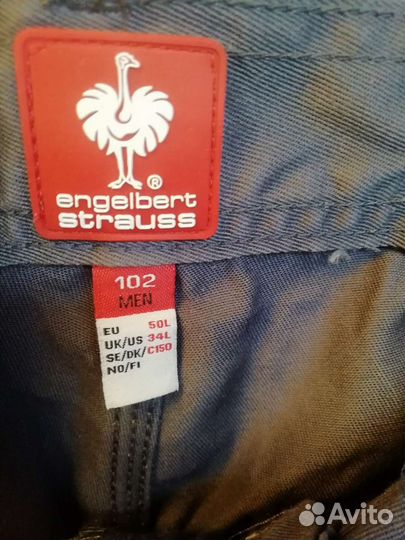 engelbert
strauss
102
MEN
EU 50L
UK/US 34L
SE/DK/ C150
NO/FI
Avito